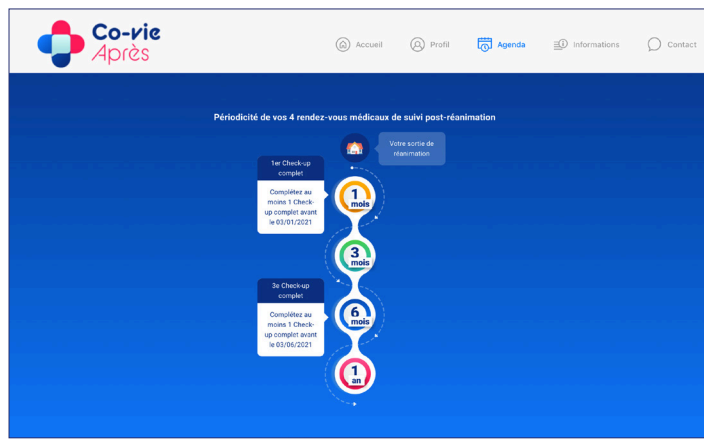 Co-vie
Après
Accueil
Profil
Agenda
Informations
Contact
Périodicité de vos 4 rendez-vous médicaux de suivi post-réanimation
Votre sortie de
réanimation
1er Check-up
complet
Complétez au
moins 1 Check-
up complet avant
le 03/01/2021
1
mois
3
mois
3e Check-up
complet
Complétez au
moins 1 Check-
up complet avant
le 03/06/2021
6
mois
1
an